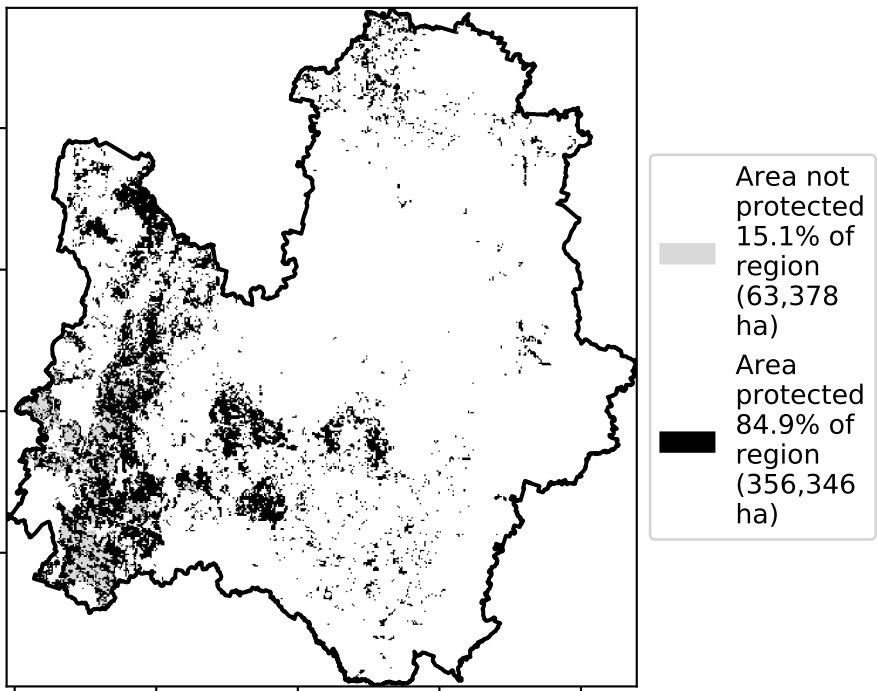 Area not
protected
15.1% of
region
(63,378
ha)
Area
protected
84.9% of
region
(356,346
ha)